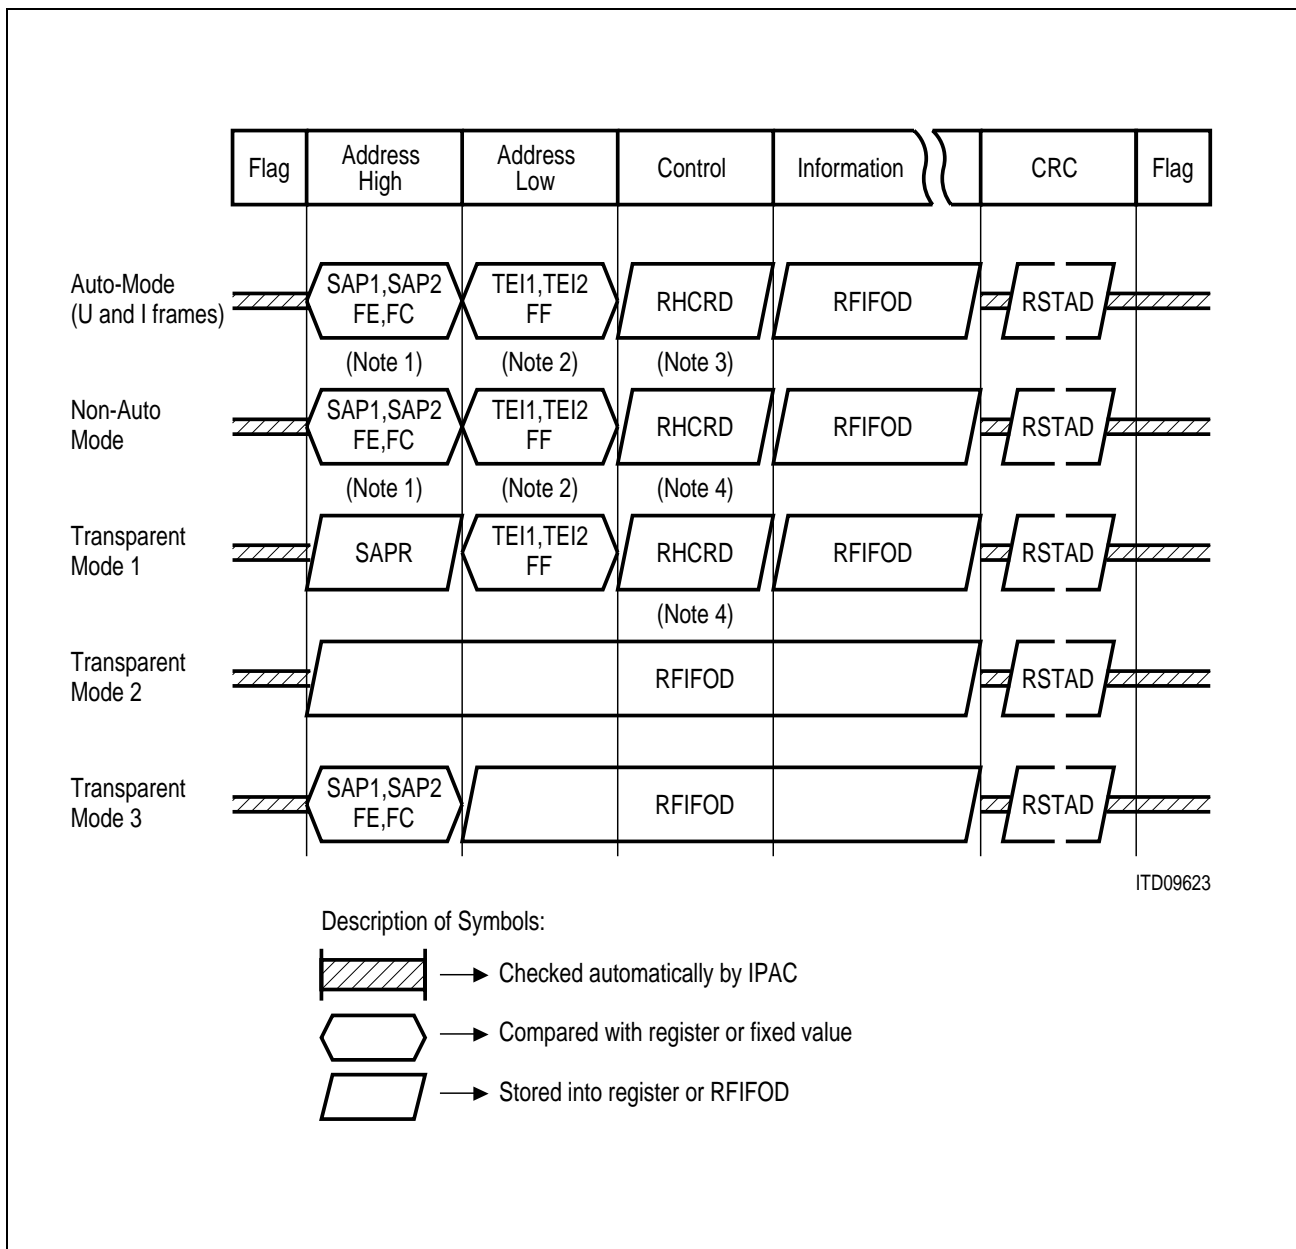 Flag
Address
High
Address
Low
Control
Information
CRC
Flag
Auto-Mode
(U and I frames)
SAP1,SAP2
FE,FC
TEI1,TEI2
FF
RHCRD
RFIFOD
RSTAD
(Note 1)
(Note 2)
(Note 3)
Non-Auto
Mode
SAP1,SAP2
FE,FC
TEI1,TEI2
FF
RHCRD
RFIFOD
RSTAD
(Note 1)
(Note 2)
(Note 4)
Transparent
Mode 1
SAPR
TEI1,TEI2
FF
RHCRD
RFIFOD
RSTAD
(Note 4)
Transparent
Mode 2
RFIFOD
RSTAD
Transparent
Mode 3
SAP1,SAP2
FE,FC
RFIFOD
RSTAD
ITD09623
Description of Symbols:
Checked automatically by IPAC
Compared with register or fixed value
Stored into register or RFIFOD